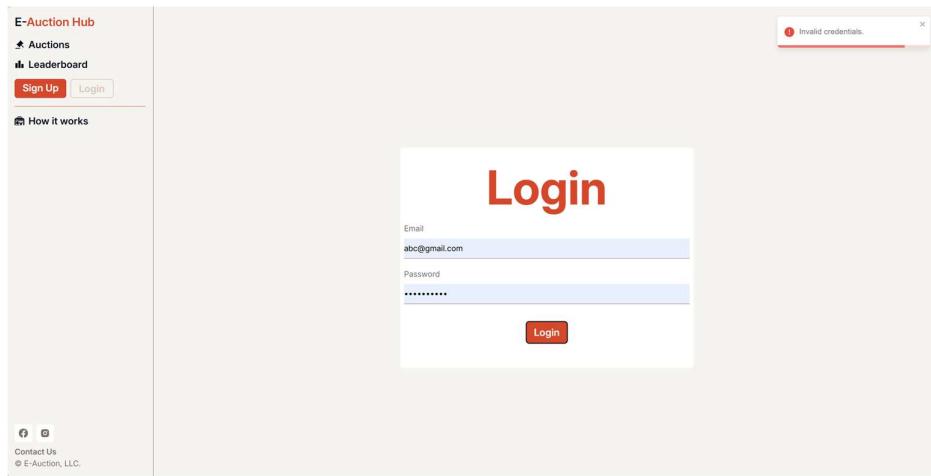 E-Auction Hub
Auctions
Leaderboard
Sign Up Login
How it works
Invalid credentials.
Login
Email
abc@gmail.com
Password
••••••••••
Login
Contact Us
© E-Auction, LLC.